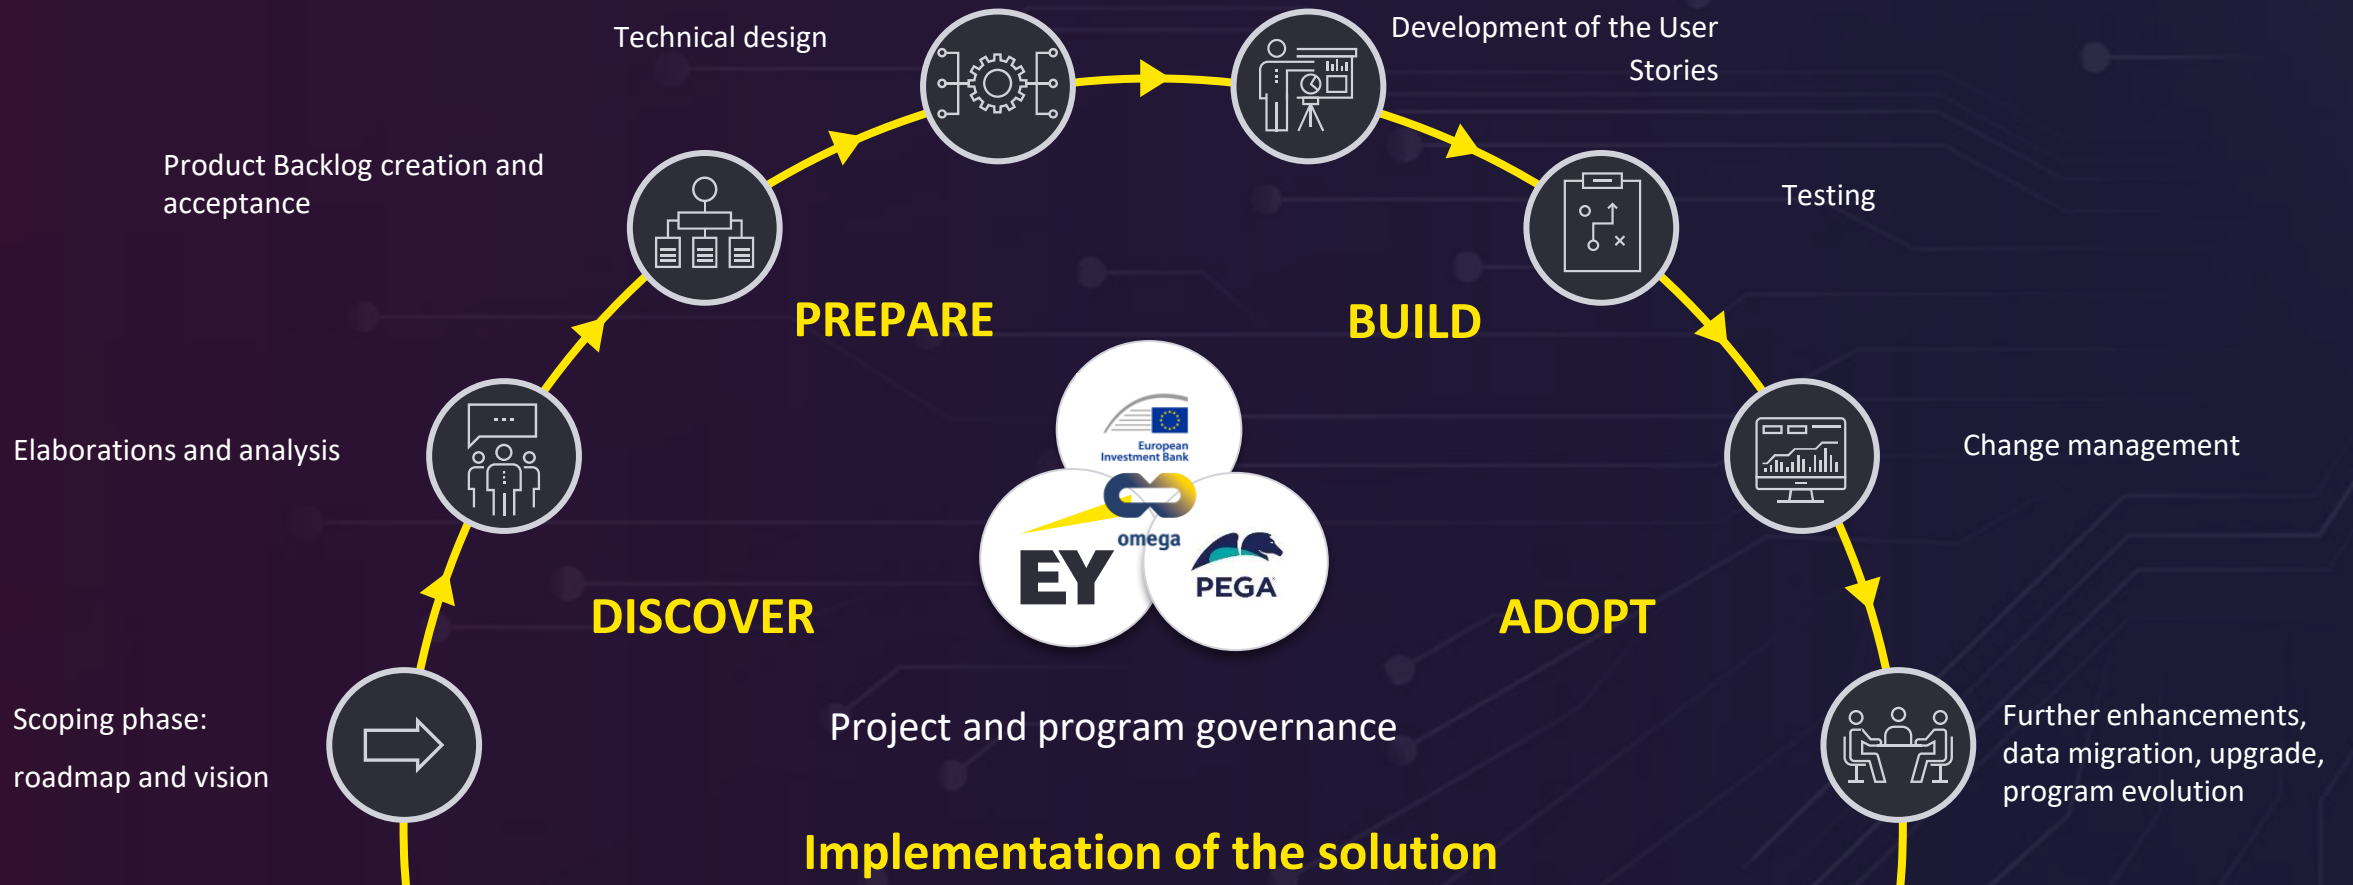 Technical design
Development of the User
Stories
Product Backlog creation and
acceptance
Testing
PREPARE
BUILD
European
Investment Bank
Elaborations and analysis
Change management
omega
EY
PEGA
DISCOVER
ADOPT
Scoping phase:
roadmap and vision
Project and program governance
Further enhancements,
data migration, upgrade,
program evolution
Implementation of the solution